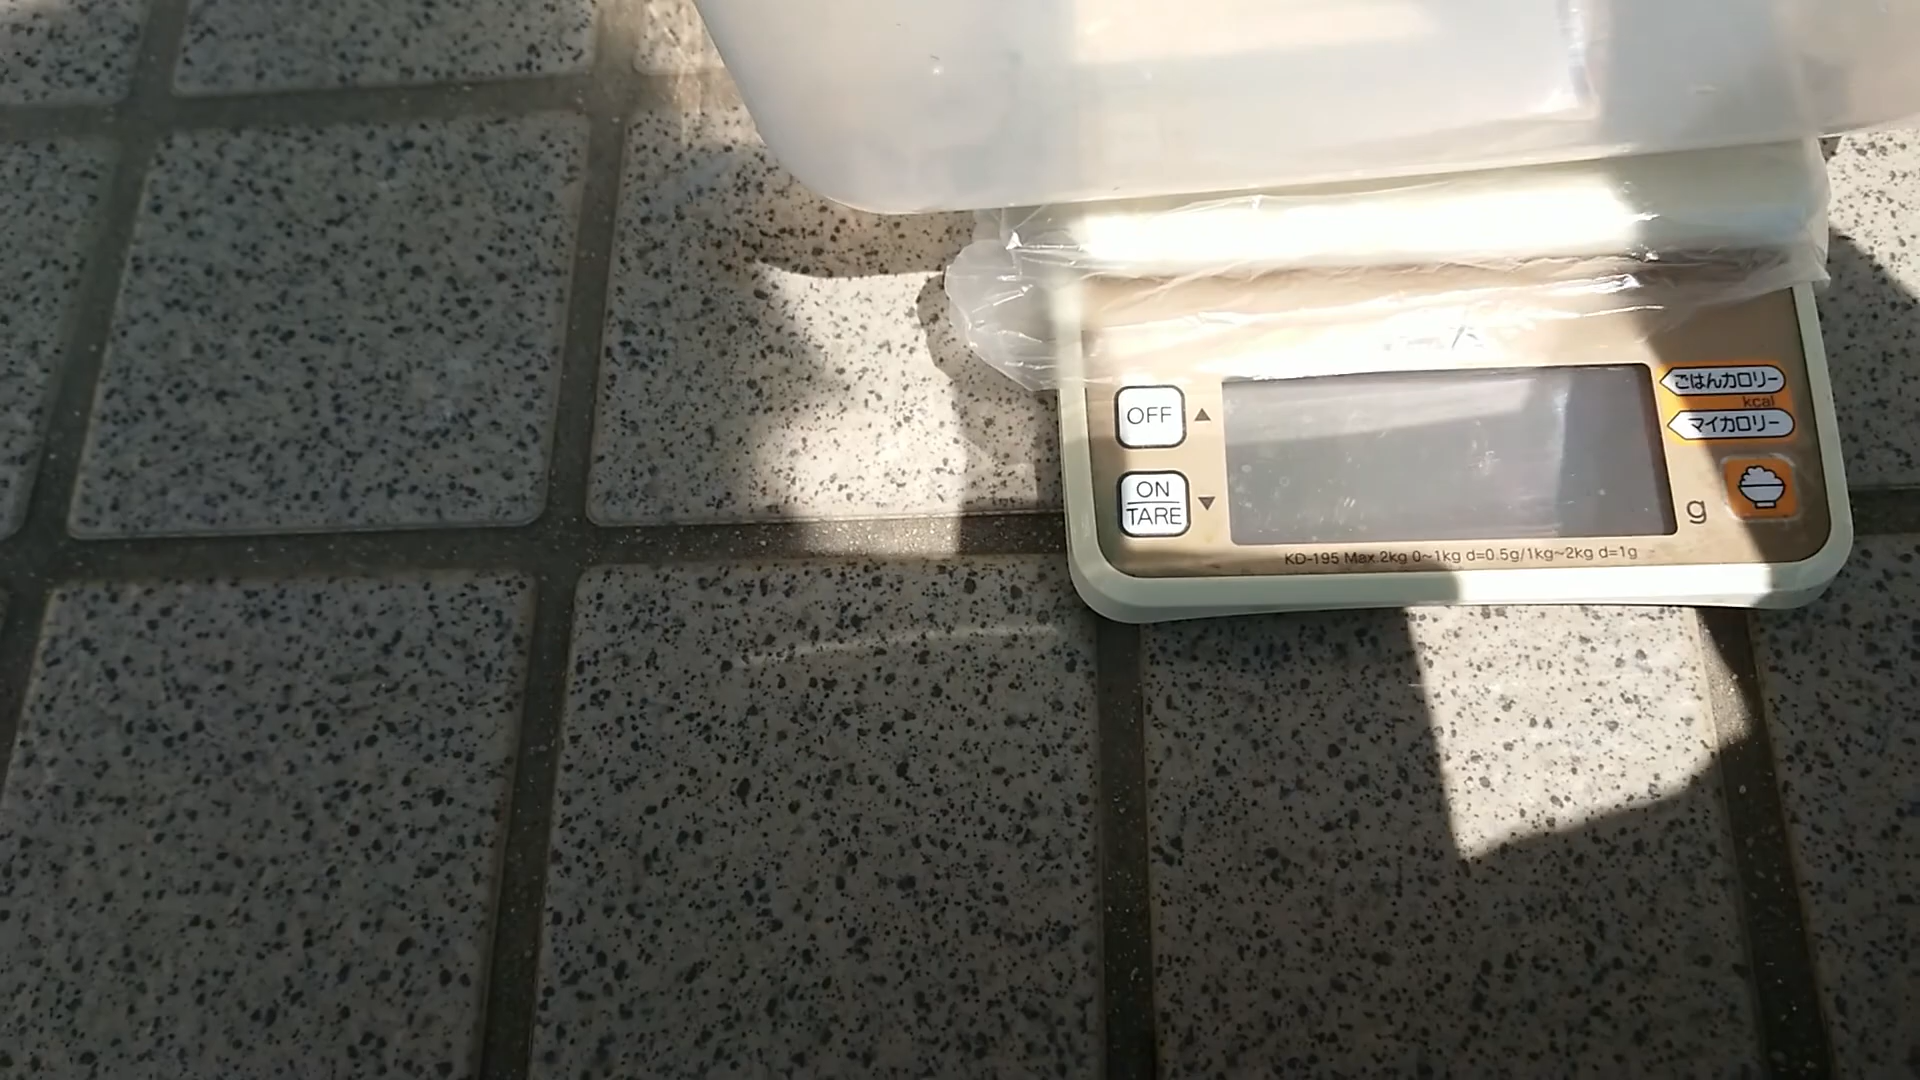 OFF
ON
TARE
ごはんカロリー
kcal
マイカロリー
g
KD-195 Max.2kg 0~1kg d=0.5g/1kg~2kg d=1g